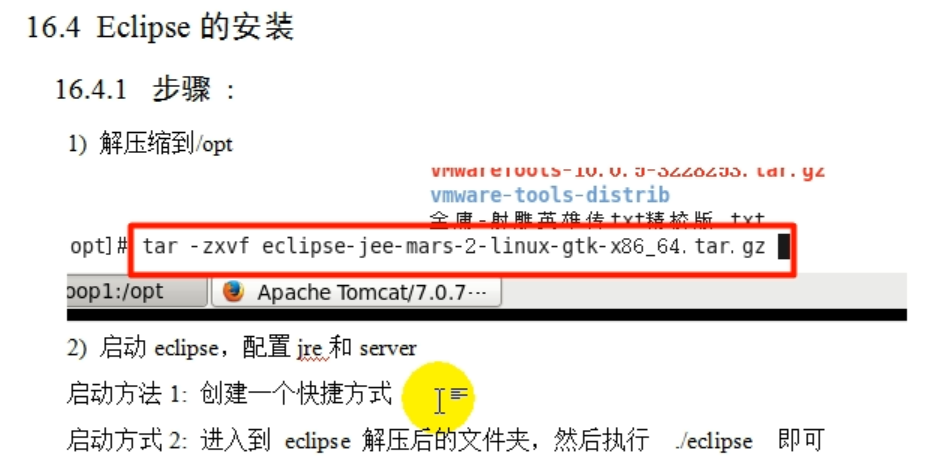 16.4 Eclipse 的安装
16.4.1 步骤：
1) 解压缩到/opt
VMwareTools-10.0.5-3228253.tar.gz
vmware-tools-distrib
金庸-射雕英雄传txt精校版.txt
opt]# tar -zxvf eclipse-jee-mars-2-linux-gtk-x86_64.tar.gz
oop1:/opt
Apache Tomcat/7.0.7···
2) 启动 eclipse，配置 jre 和 server
启动方法 1: 创建一个快捷方式
启动方式 2: 进入到 eclipse 解压后的文件夹，然后执行 ./eclipse 即可